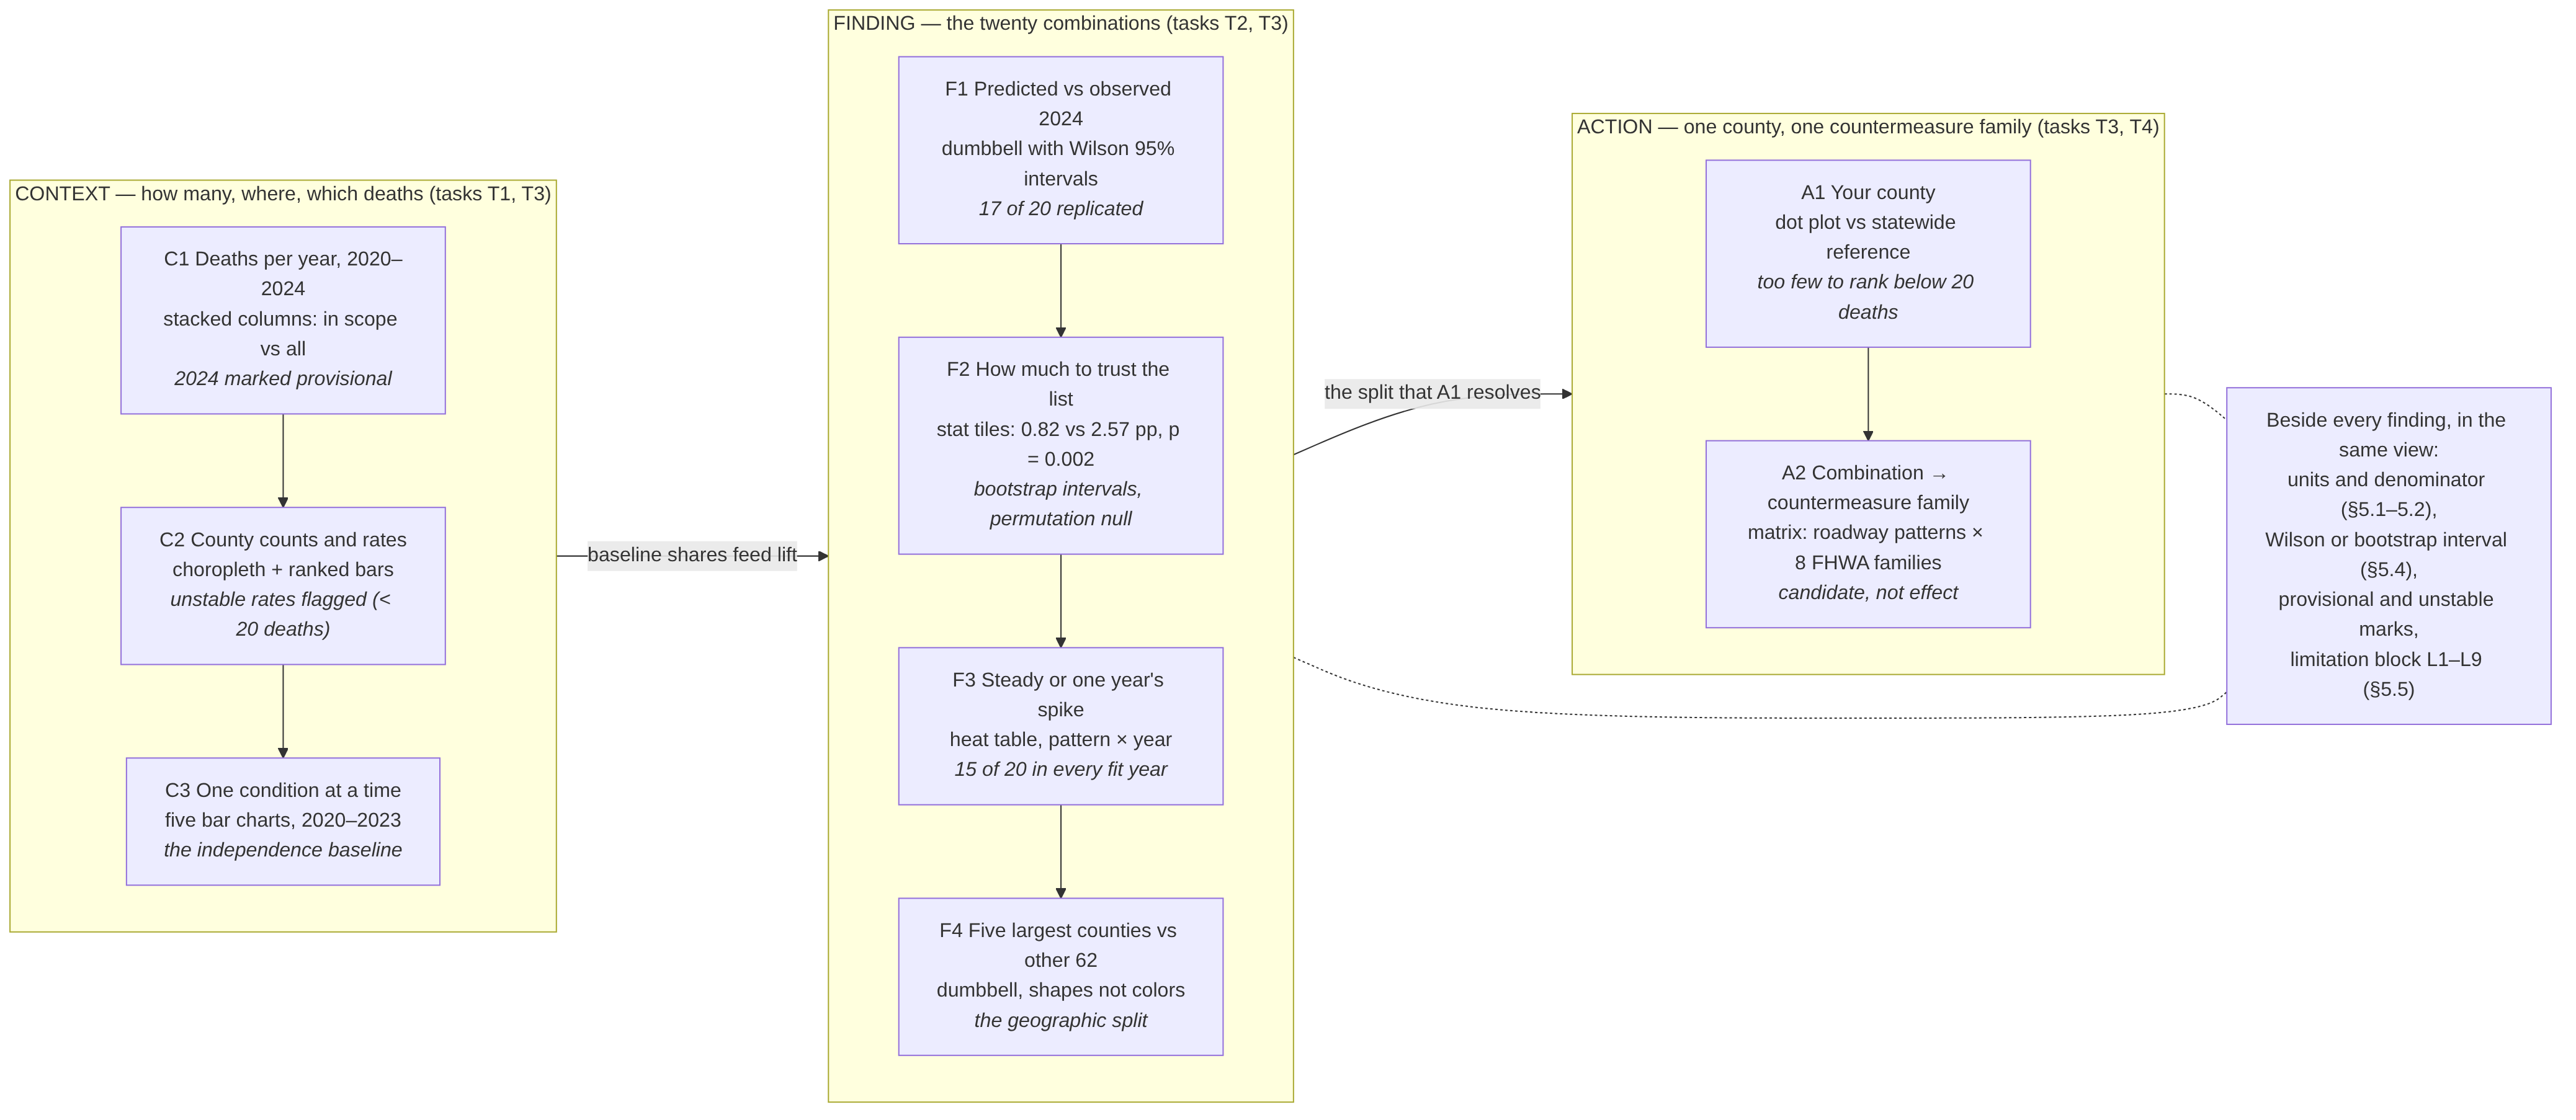 CONTEXT — how many, where, which deaths (tasks T1, T3)
C1 Deaths per year, 2020–
2024
stacked columns: in scope
vs all
2024 marked provisional
C2 County counts and rates
choropleth + ranked bars
unstable rates flagged (<
20 deaths)
C3 One condition at a time
five bar charts, 2020–2023
the independence baseline
baseline shares feed lift
FINDING — the twenty combinations (tasks T2, T3)
F1 Predicted vs observed
2024
dumbbell with Wilson 95%
intervals
17 of 20 replicated
F2 How much to trust the
list
stat tiles: 0.82 vs 2.57 pp, p
= 0.002
bootstrap intervals,
permutation null
F3 Steady or one year's
spike
heat table, pattern × year
15 of 20 in every fit year
F4 Five largest counties vs
other 62
dumbbell, shapes not colors
the geographic split
the split that A1 resolves
ACTION — one county, one countermeasure family (tasks T3, T4)
A1 Your county
dot plot vs statewide
reference
too few to rank below 20
deaths
A2 Combination →
countermeasure family
matrix: roadway patterns ×
8 FHWA families
candidate, not effect
Beside every finding, in the
same view:
units and denominator
(§5.1–5.2),
Wilson or bootstrap interval
(§5.4),
provisional and unstable
marks,
limitation block L1–L9
(§5.5)